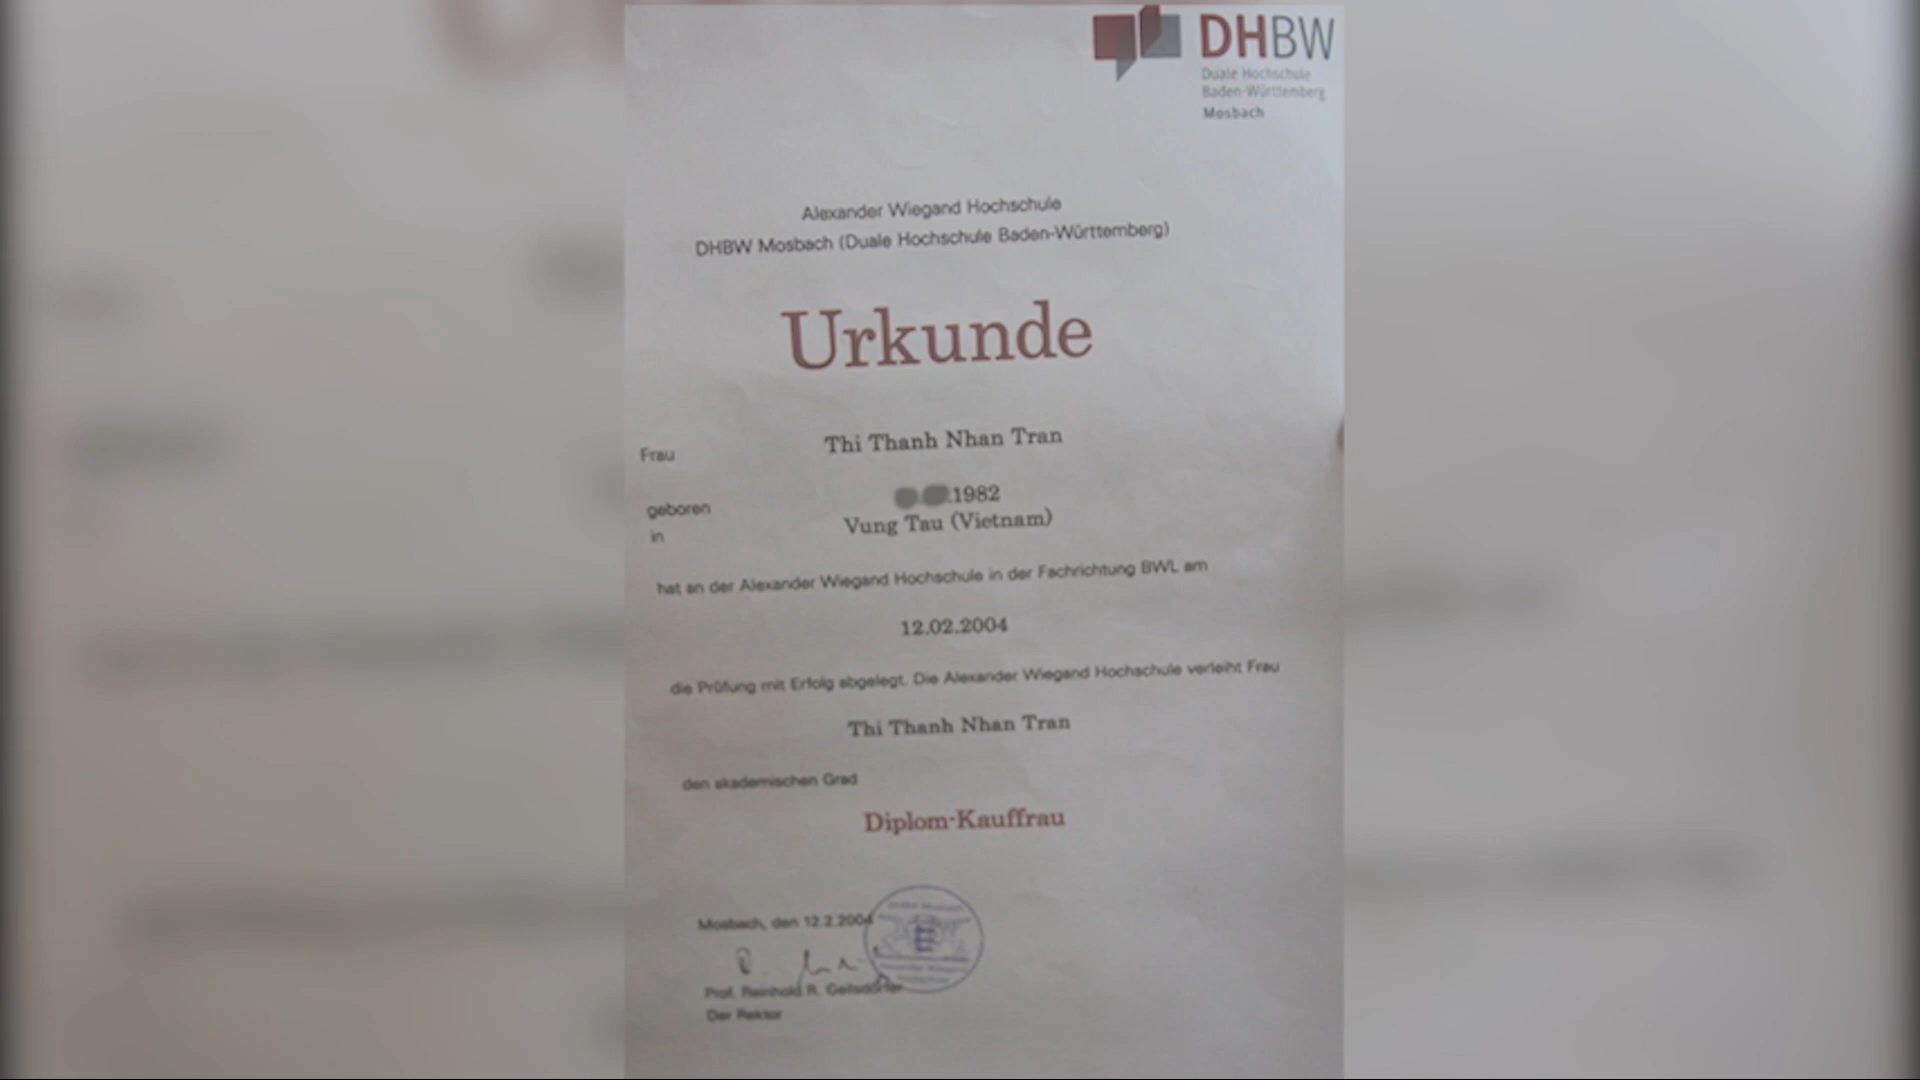 DHBW
Duale Hochschule
Baden-Württemberg
Mosbach
Alexander Wiegand Hochschule
DHBW Mosbach (Duale Hochschule Baden-Württemberg)
Urkunde
Frau Thi Thanh Nhan Tran
geboren .1982
in Vung Tau (Vietnam)
hat an der Alexander Wiegand Hochschule in der Fachrichtung BWL am
12.02.2004
die Prüfung mit Erfolg abgelegt. Die Alexander Wiegand Hochschule verleiht Frau
Thi Thanh Nhan Tran
den akademischen Grad
Diplom-Kauffrau
Mosbach, den 12.2.2004
Prof. Reinhold R. Geilsdörfer
Der Rektor